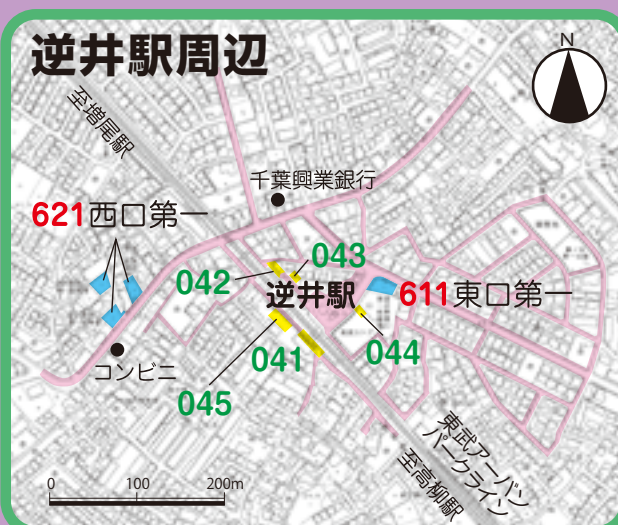 逆井駅周辺
N
至増尾駅
千葉興業銀行
621西口第一
043
042
逆井駅
611東口第一
041
044
コンビニ
045
東武アーバン
パークライン
至高柳駅
0 100 200m